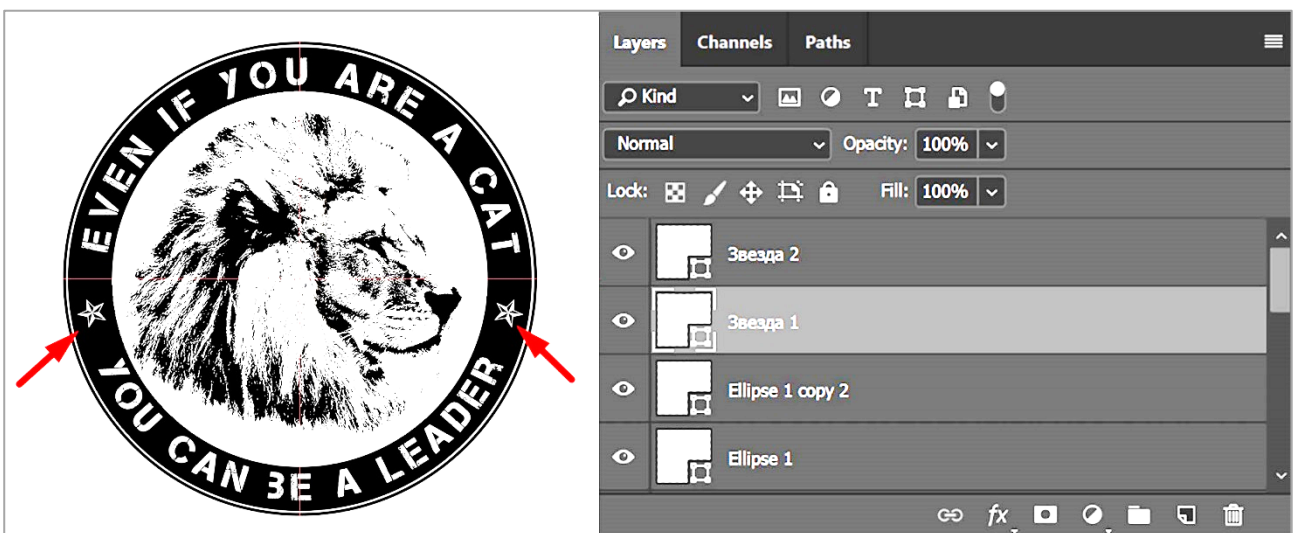 EVEN IF YOU ARE A CAT
YOU CAN BE A LEADER
Layers Channels Paths
Kind
Normal Opacity: 100%
Lock: Fill: 100%
Звезда 2
Звезда 1
Ellipse 1 copy 2
Ellipse 1
fx